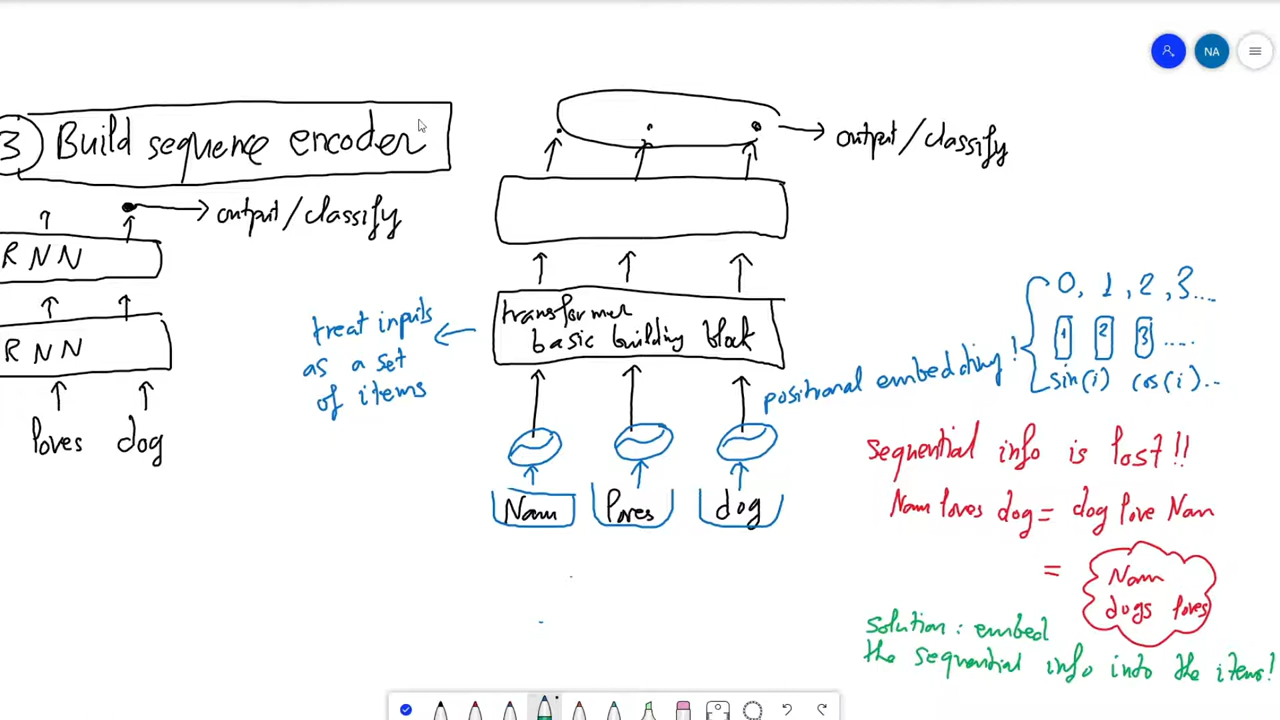 3 Build sequence encoder
output/classify
RNN
RNN
loves dog
output/classify
transformer
basic building block
treat inputs
as a set
of items
Nam loves dog
positional embedding!
0, 1, 2, 3....
1 2 3 .....
sin(i) cos(i)..
sequential info is lost!!
Nam loves dog = dog love Nam
= Nam
dogs loves
solution: embed
the sequential info into the items!
NA